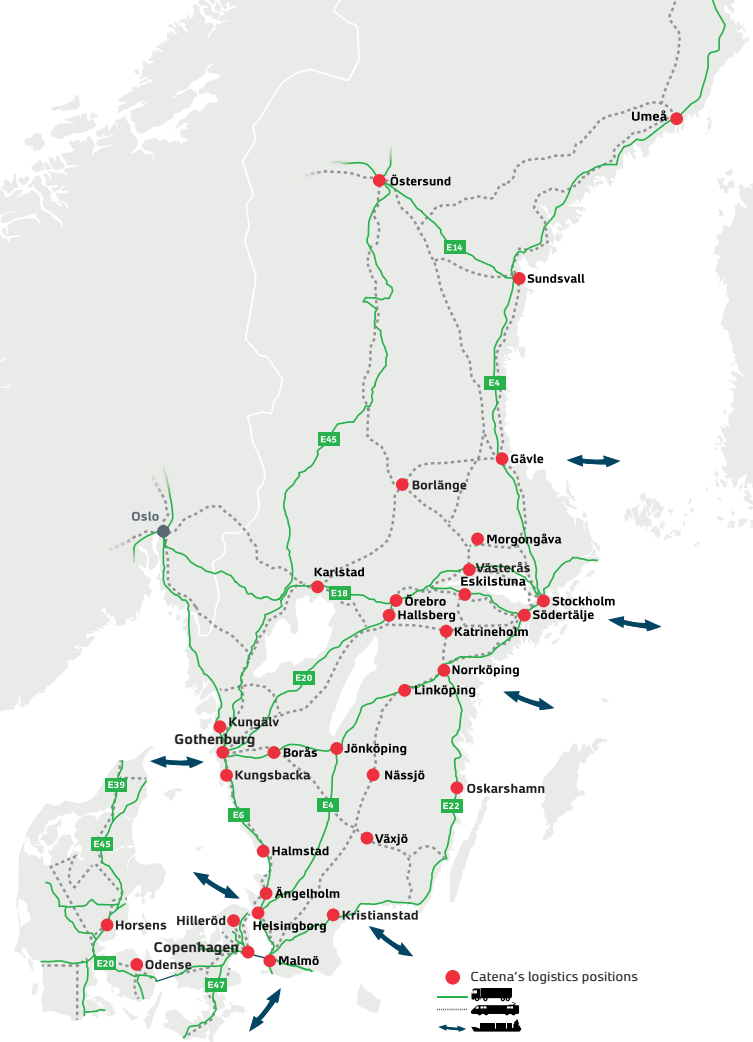 Umeå
Östersund
E14
Sundsvall
E4
E45
Gävle
Borlänge
Oslo
Morgongåva
Västerås
Karlstad
Eskilstuna
E18
Örebro
Stockholm
Hallsberg
Södertälje
Katrineholm
Norrköping
E20
Linköping
Kungälv
Gothenburg
Borås
Jönköping
Kungsbacka
Nässjö
E39
Oskarshamn
E4
E22
E6
Växjö
E45
Halmstad
Ängelholm
Kristianstad
Hilleröd
Horsens
Helsingborg
Copenhagen
Malmö
E20
Odense
Catena's logistics positions
E47